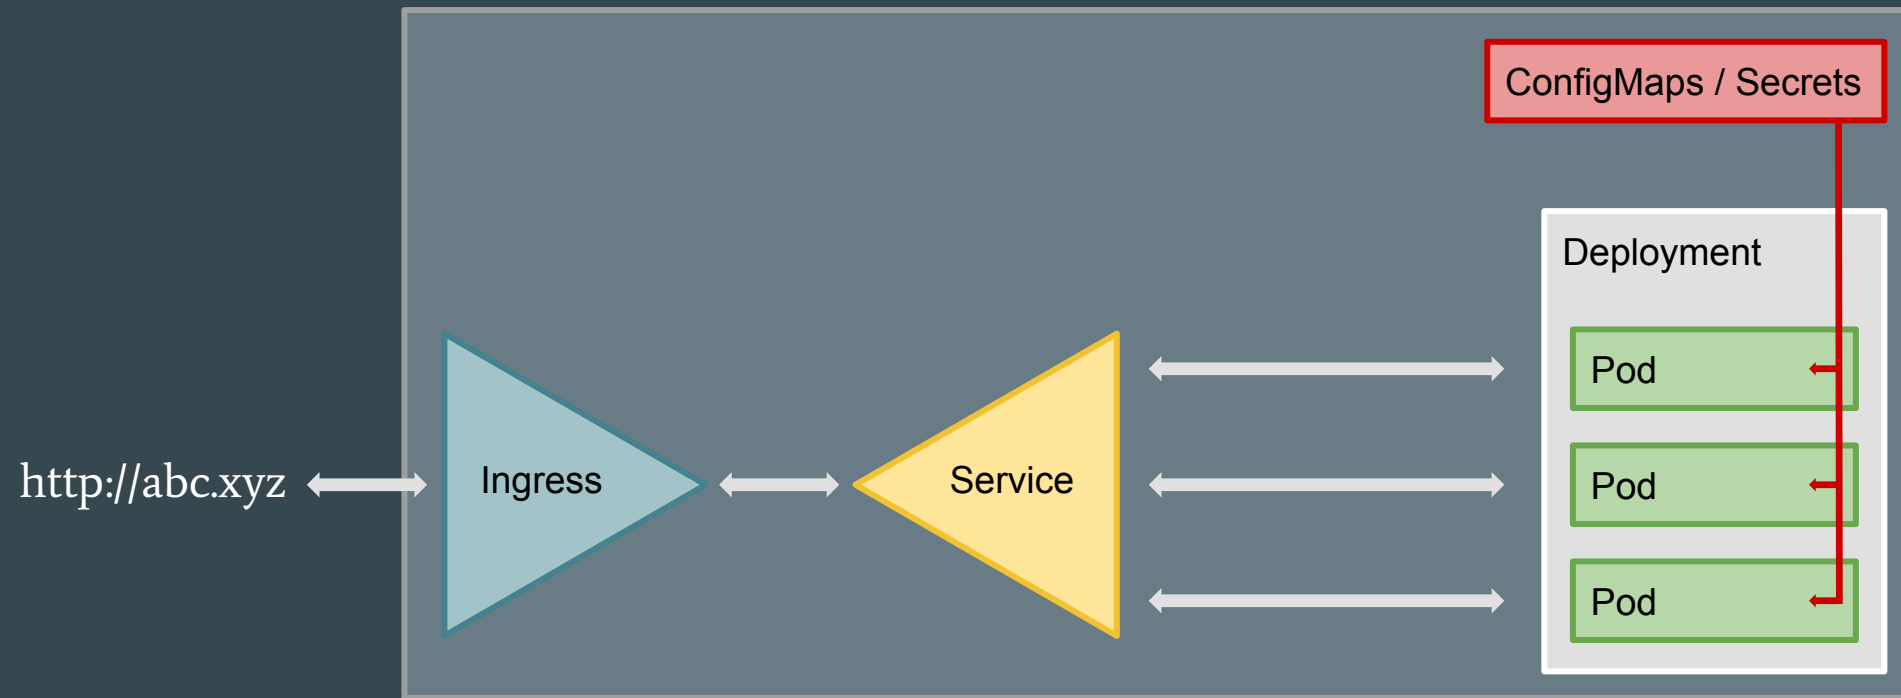 ConfigMaps / Secrets
Deployment
Pod
http://abc.xyz
Ingress
Service
Pod
Pod